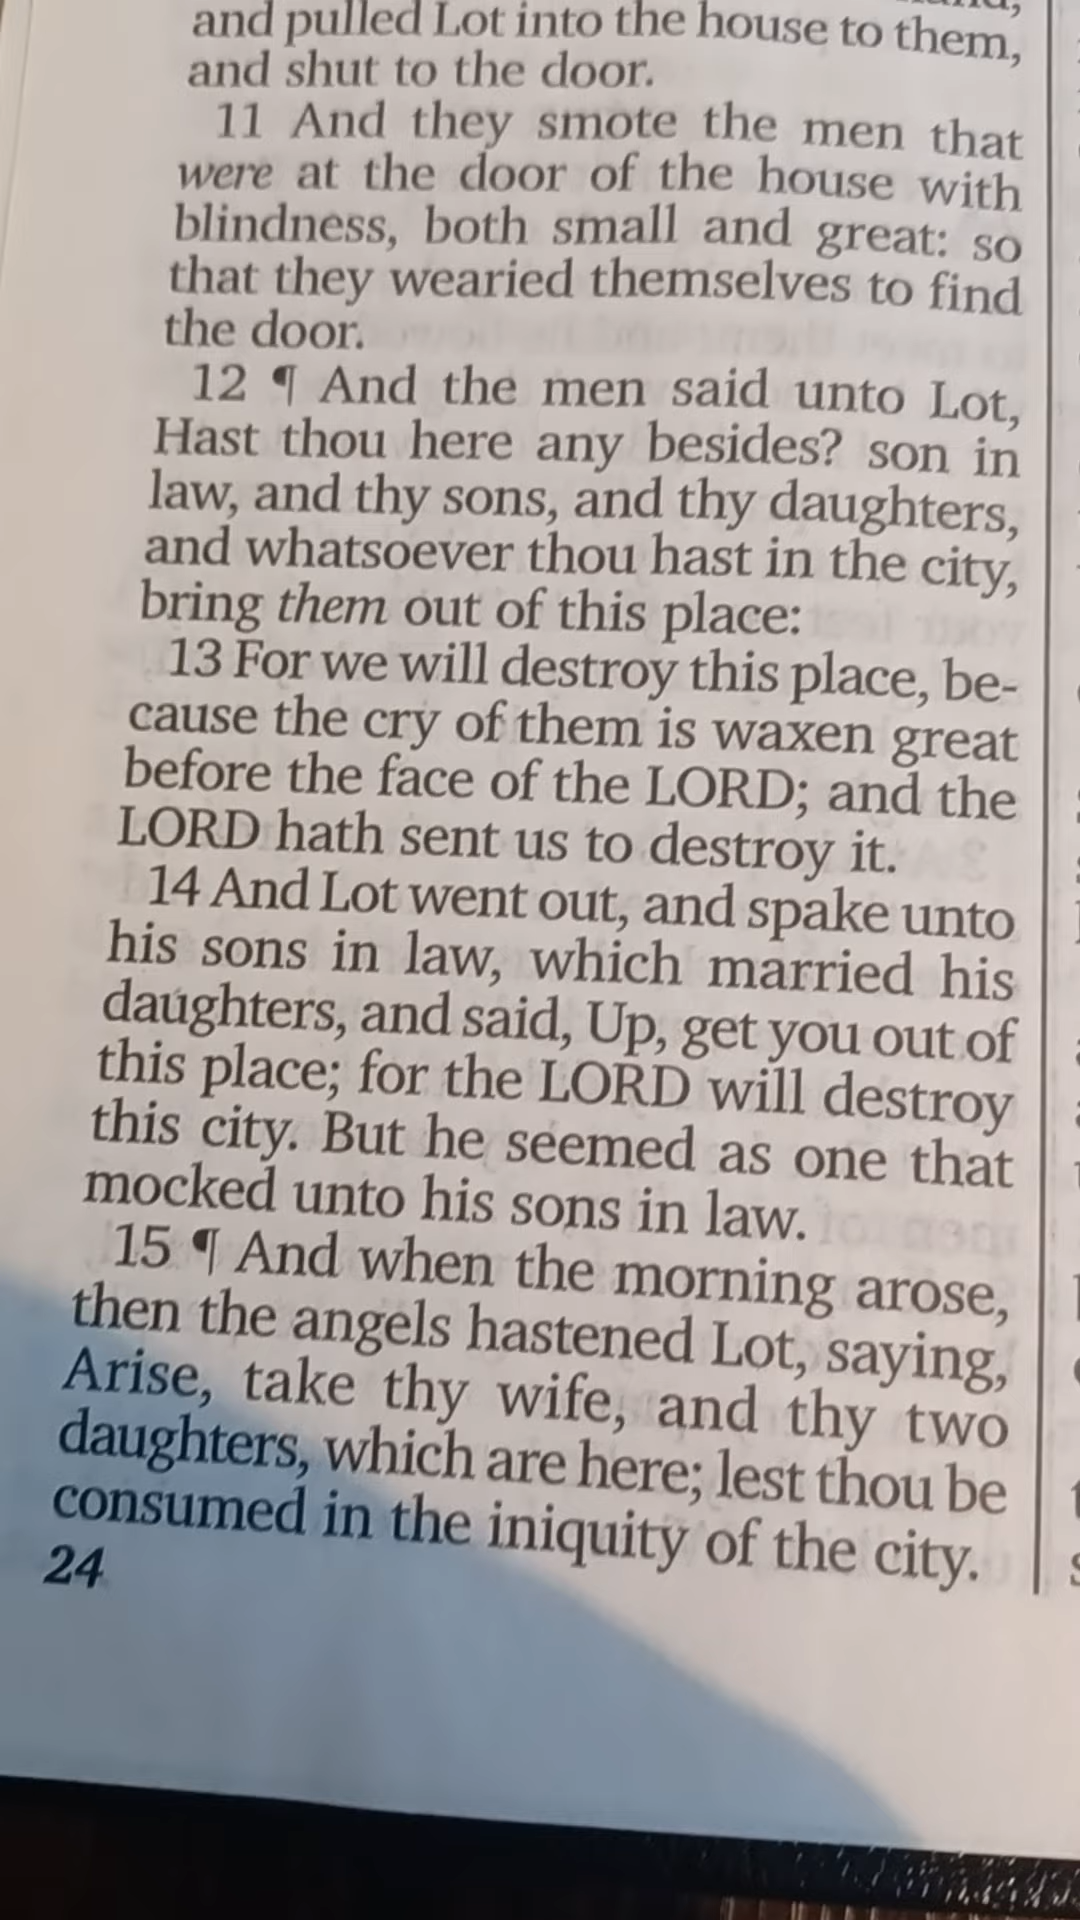 and pulled Lot into the house to them,
and shut to the door.
11 And they smote the men that
were at the door of the house with
blindness, both small and great: so
that they wearied themselves to find
the door.
12 ¶ And the men said unto Lot,
Hast thou here any besides? son in
law, and thy sons, and thy daughters,
and whatsoever thou hast in the city,
bring them out of this place:
13 For we will destroy this place, be-
cause the cry of them is waxen great
before the face of the LORD; and the
LORD hath sent us to destroy it.
14 And Lot went out, and spake unto
his sons in law, which married his
daughters, and said, Up, get you out of
this place; for the LORD will destroy
this city. But he seemed as one that
mocked unto his sons in law.
15 ¶ And when the morning arose,
then the angels hastened Lot, saying,
Arise, take thy wife, and thy two
daughters, which are here; lest thou be
consumed in the iniquity of the city.
24